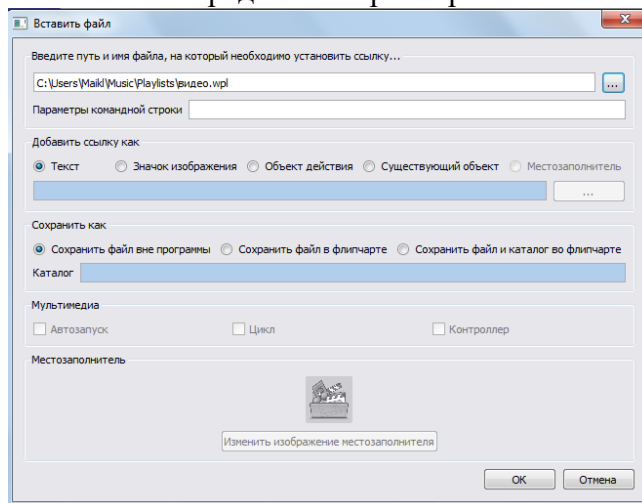 Вставить файл
Введите путь и имя файла, на который необходимо установить ссылку...
C:\Users\Maikl\Music\Playlists\видео.wpl ...
Параметры командной строки
Добавить ссылку как
Текст Значок изображения Объект действия Существующий объект Местозаполнитель
...
Сохранить как
Сохранить файл вне программы Сохранить файл в флипчарте Сохранить файл и каталог во флипчарте
Каталог
Мультимедиа
Автозапуск Цикл Контроллер
Местозаполнитель
Изменить изображение местозаполнителя
OK Отмена